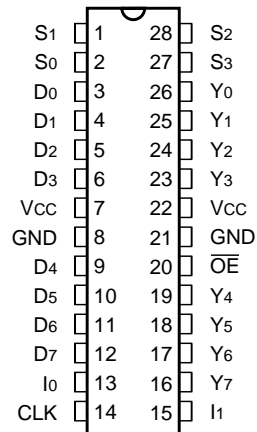 S1 1 28 S2
S0 2 27 S3
D0 3 26 Y0
D1 4 25 Y1
D2 5 24 Y2
D3 6 23 Y3
VCC 7 22 VCC
GND 8 21 GND
D4 9 20 O̅E̅
D5 10 19 Y4
D6 11 18 Y5
D7 12 17 Y6
I0 13 16 Y7
CLK 14 15 I1